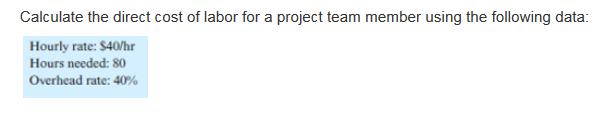 Calculate the direct cost of labor for a project team member using the following data:
Hourly rate: $40/hr
Hours needed: 80
Overhead rate: 40%